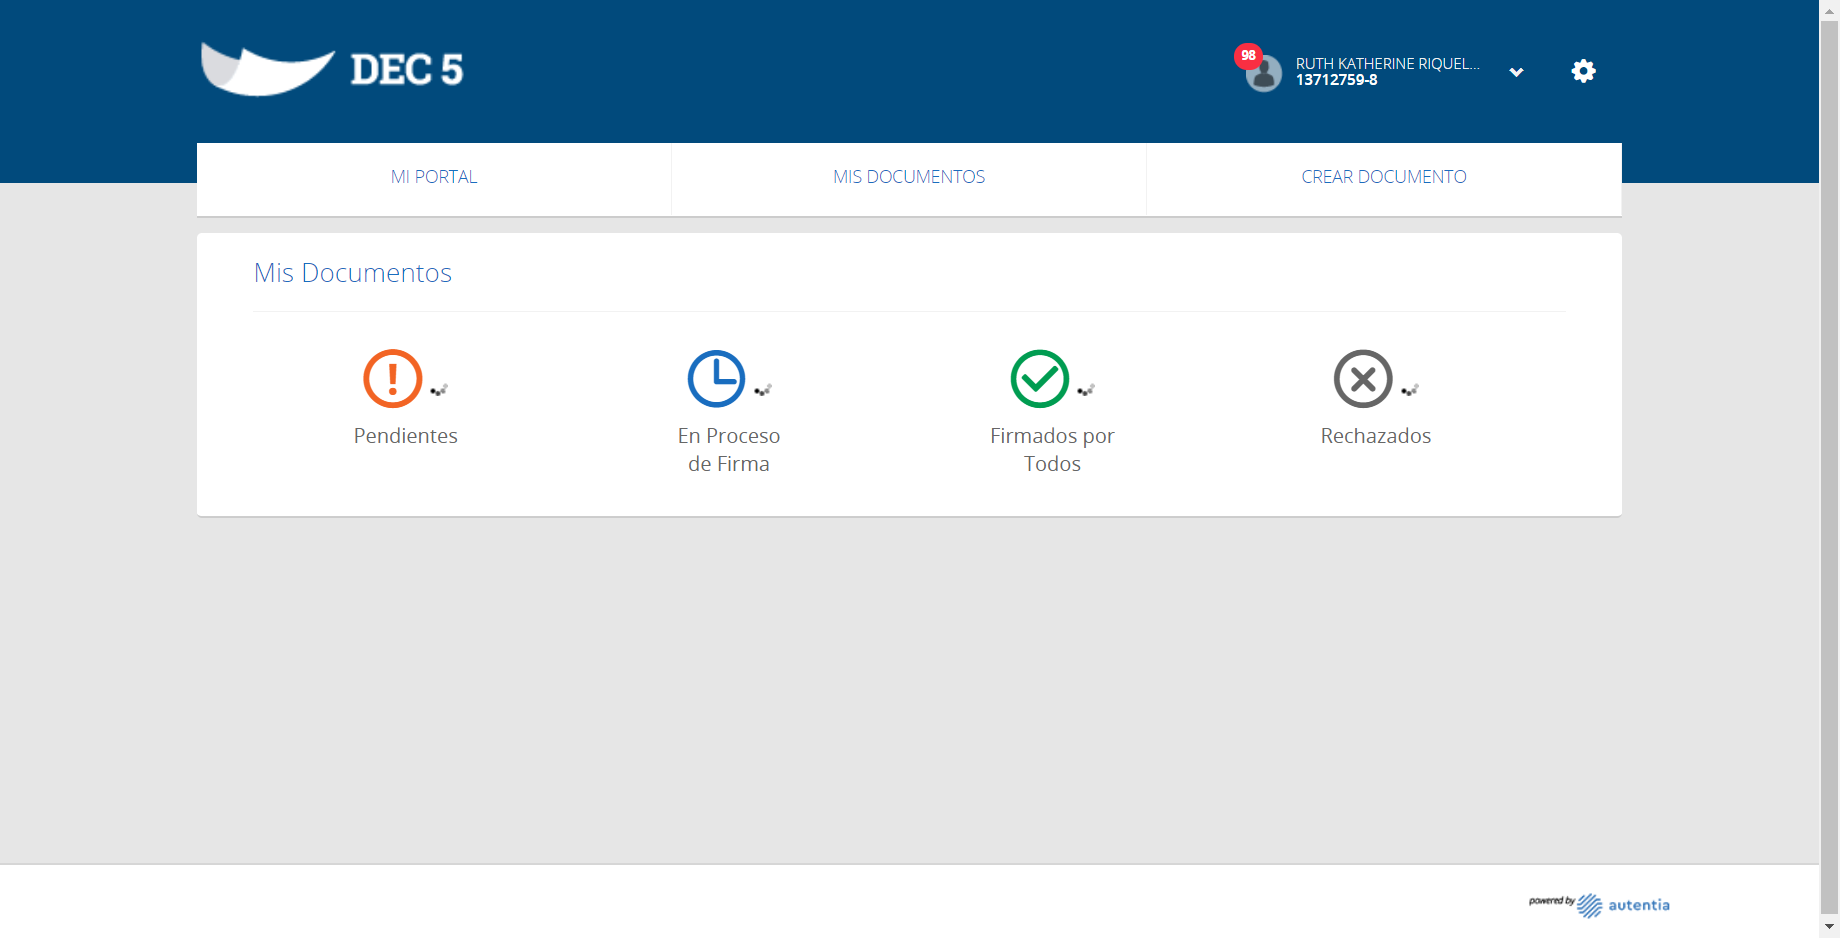 DEC 5
98
RUTH KATHERINE RIQUEL...
13712759-8
MI PORTAL
MIS DOCUMENTOS
CREAR DOCUMENTO
Mis Documentos
Pendientes
En Proceso
de Firma
Firmados por
Todos
Rechazados
powered by autentia